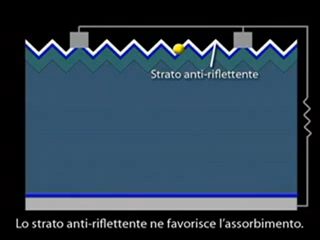 Strato anti-riflettente
Lo strato anti-riflettente ne favorisce l'assorbimento.